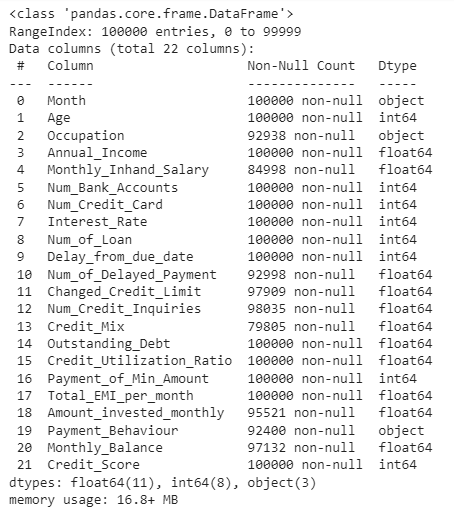 <class 'pandas.core.frame.DataFrame'>
RangeIndex: 100000 entries, 0 to 99999
Data columns (total 22 columns):
 #   Column                    Non-Null Count   Dtype
---  ------                    --------------   -----
 0   Month                     100000 non-null  object
 1   Age                       100000 non-null  int64
 2   Occupation                92938 non-null   object
 3   Annual_Income             100000 non-null  float64
 4   Monthly_Inhand_Salary     84998 non-null   float64
 5   Num_Bank_Accounts         100000 non-null  int64
 6   Num_Credit_Card           100000 non-null  int64
 7   Interest_Rate             100000 non-null  int64
 8   Num_of_Loan               100000 non-null  int64
 9   Delay_from_due_date       100000 non-null  int64
 10  Num_of_Delayed_Payment    92998 non-null   float64
 11  Changed_Credit_Limit      97909 non-null   float64
 12  Num_Credit_Inquiries      98035 non-null   float64
 13  Credit_Mix                79805 non-null   float64
 14  Outstanding_Debt          100000 non-null  float64
 15  Credit_Utilization_Ratio  100000 non-null  float64
 16  Payment_of_Min_Amount     100000 non-null  int64
 17  Total_EMI_per_month       100000 non-null  float64
 18  Amount_invested_monthly   95521 non-null   float64
 19  Payment_Behaviour         92400 non-null   object
 20  Monthly_Balance           97132 non-null   float64
 21  Credit_Score              100000 non-null  int64
dtypes: float64(11), int64(8), object(3)
memory usage: 16.8+ MB